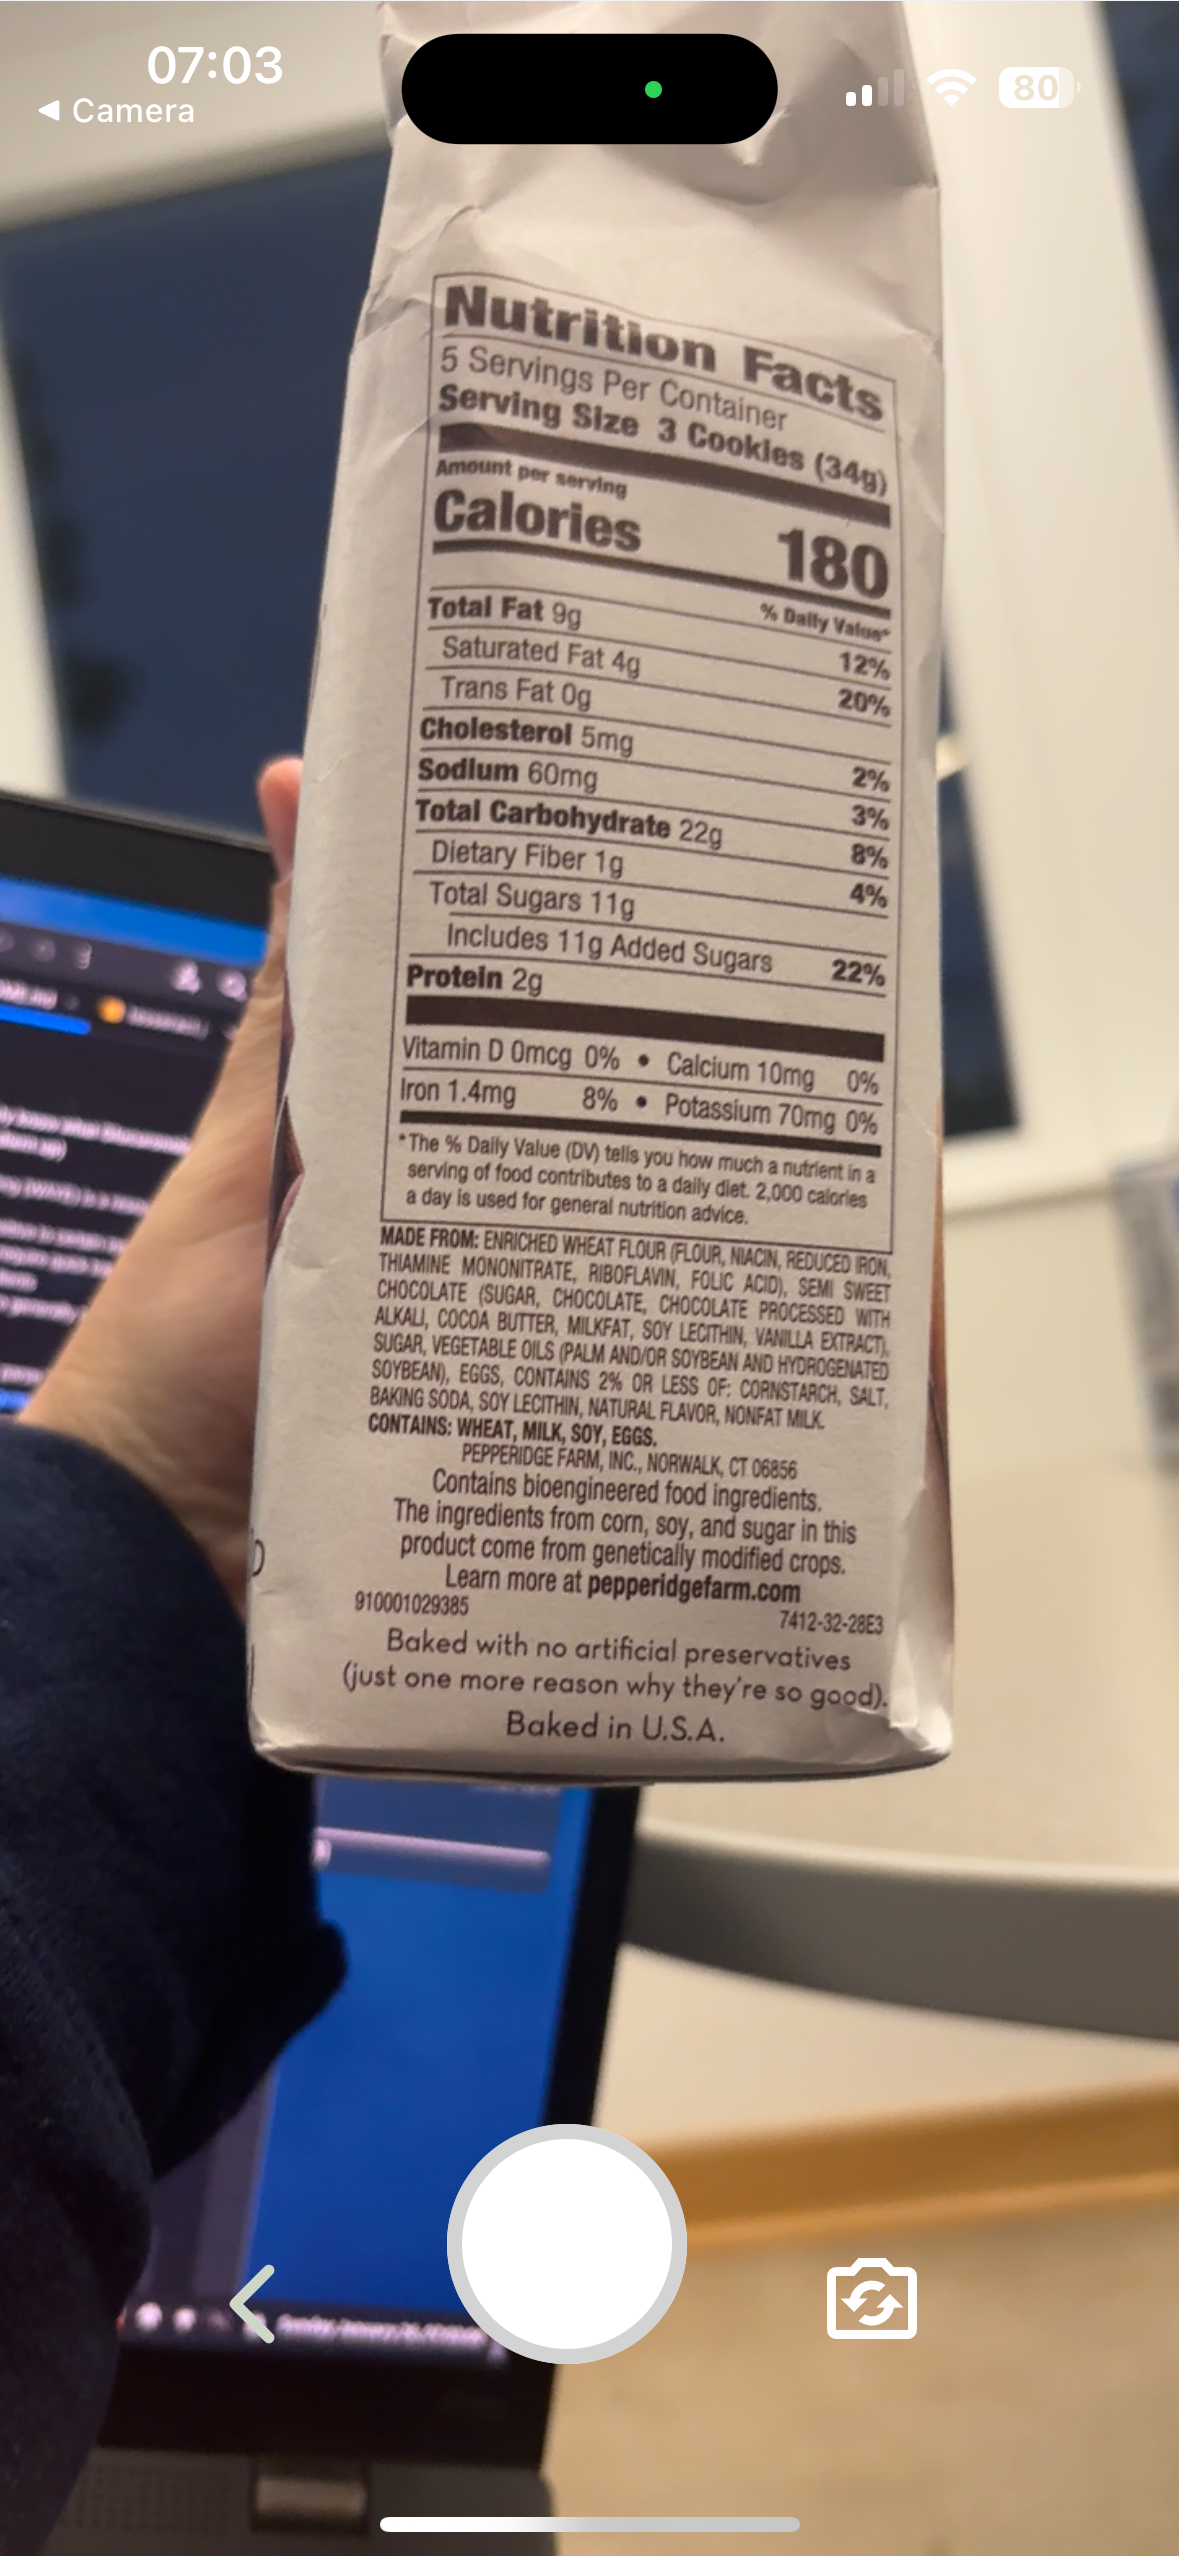 07:03
Camera
80
Nutrition Facts
5 Servings Per Container
Serving Size 3 Cookies (34g)
Amount per serving
Calories 180
% Daily Value*
Total Fat 9g 12%
Saturated Fat 4g 20%
Trans Fat 0g
Cholesterol 5mg 2%
Sodium 60mg 3%
Total Carbohydrate 22g 8%
Dietary Fiber 1g 4%
Total Sugars 11g
Includes 11g Added Sugars 22%
Protein 2g
Vitamin D 0mcg 0% • Calcium 10mg 0%
Iron 1.4mg 8% • Potassium 70mg 0%
*The % Daily Value (DV) tells you how much a nutrient in a
serving of food contributes to a daily diet. 2,000 calories
a day is used for general nutrition advice.
MADE FROM: ENRICHED WHEAT FLOUR (FLOUR, NIACIN, REDUCED IRON,
THIAMINE MONONITRATE, RIBOFLAVIN, FOLIC ACID), SEMI SWEET
CHOCOLATE (SUGAR, CHOCOLATE, CHOCOLATE PROCESSED WITH
ALKALI, COCOA BUTTER, MILKFAT, SOY LECITHIN, VANILLA EXTRACT),
SUGAR, VEGETABLE OILS (PALM AND/OR SOYBEAN AND HYDROGENATED
SOYBEAN), EGGS, CONTAINS 2% OR LESS OF: CORNSTARCH, SALT,
BAKING SODA, SOY LECITHIN, NATURAL FLAVOR, NONFAT MILK.
CONTAINS: WHEAT, MILK, SOY, EGGS.
PEPPERIDGE FARM, INC., NORWALK, CT 06856
Contains bioengineered food ingredients.
The ingredients from corn, soy, and sugar in this
product come from genetically modified crops.
Learn more at pepperidgefarm.com
910001029385 7412-32-28E3
Baked with no artificial preservatives
(just one more reason why they're so good).
Baked in U.S.A.